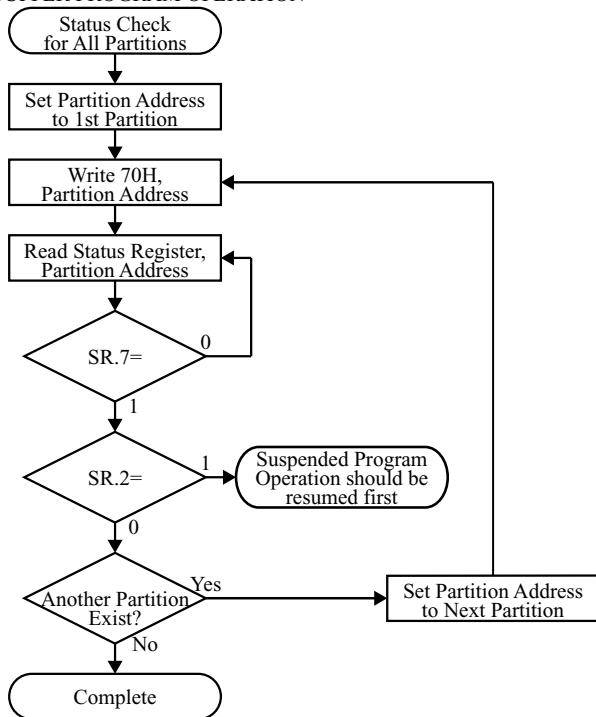 PROGRAM OPERATION
Status Check
for All Partitions
Set Partition Address
to 1st Partition
Write 70H,
Partition Address
Read Status Register,
Partition Address
SR.7=
0
1
SR.2=
1
Suspended Program
Operation should be
resumed first
0
Another Partition
Exist?
Yes
Set Partition Address
to Next Partition
No
Complete